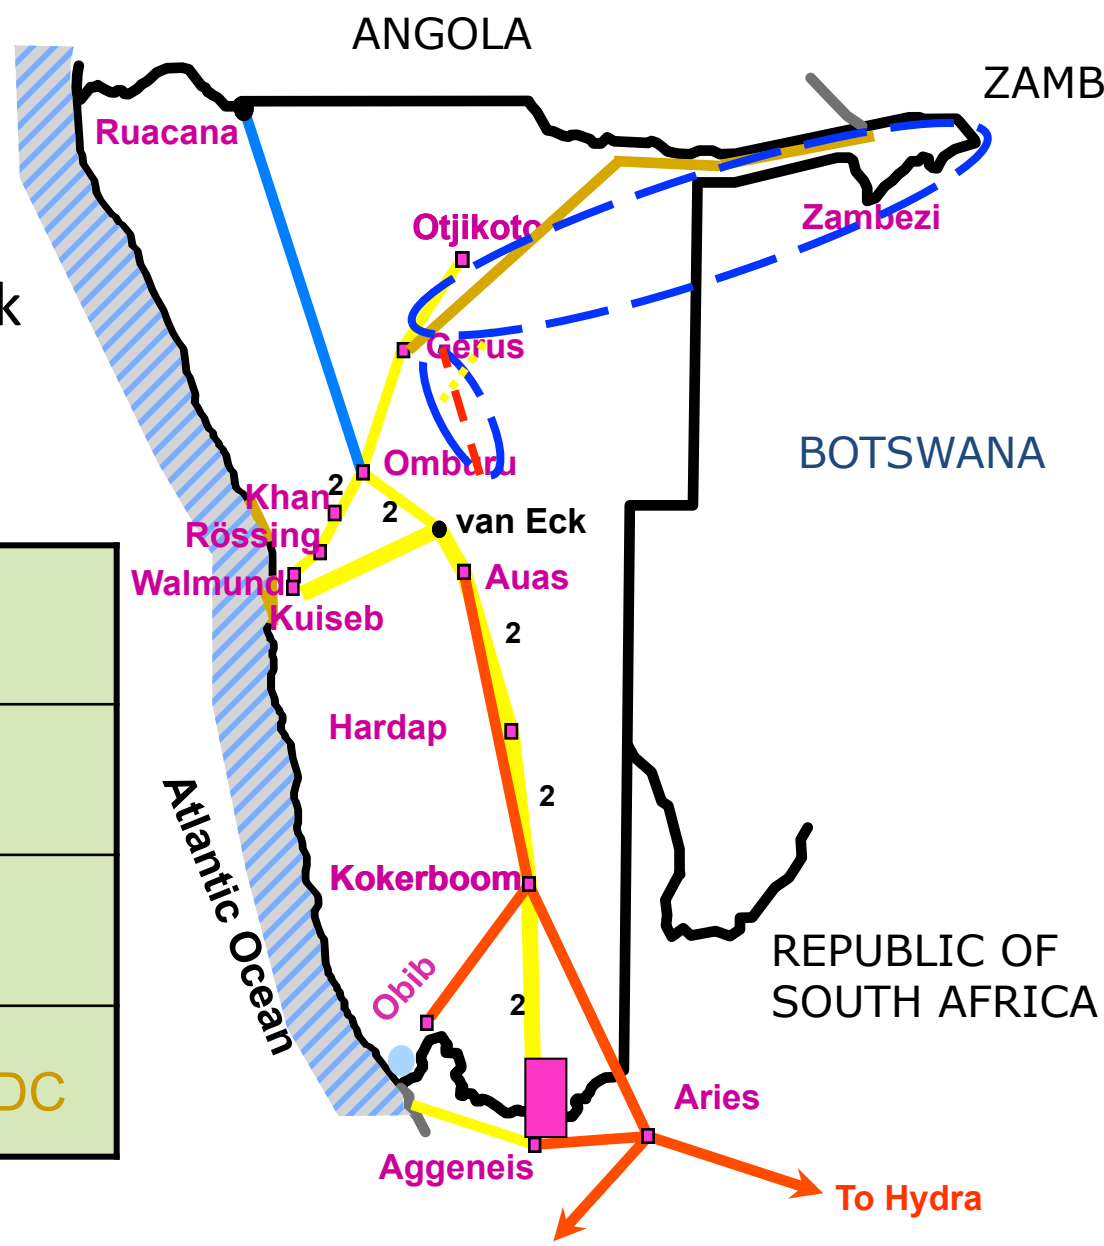 ANGOLA
ZAMB
Ruacana
Otjikoto
Zambezi
k
Gerus
BOTSWANA
Omburu
2
Khan
2
van Eck
Rössing
Auas
Walmund
Kuiseb
2
Hardap
2
Atlantic Ocean
Kokerboom
REPUBLIC OF
SOUTH AFRICA
Obib
2
DC
Aries
Aggeneis
To Hydra